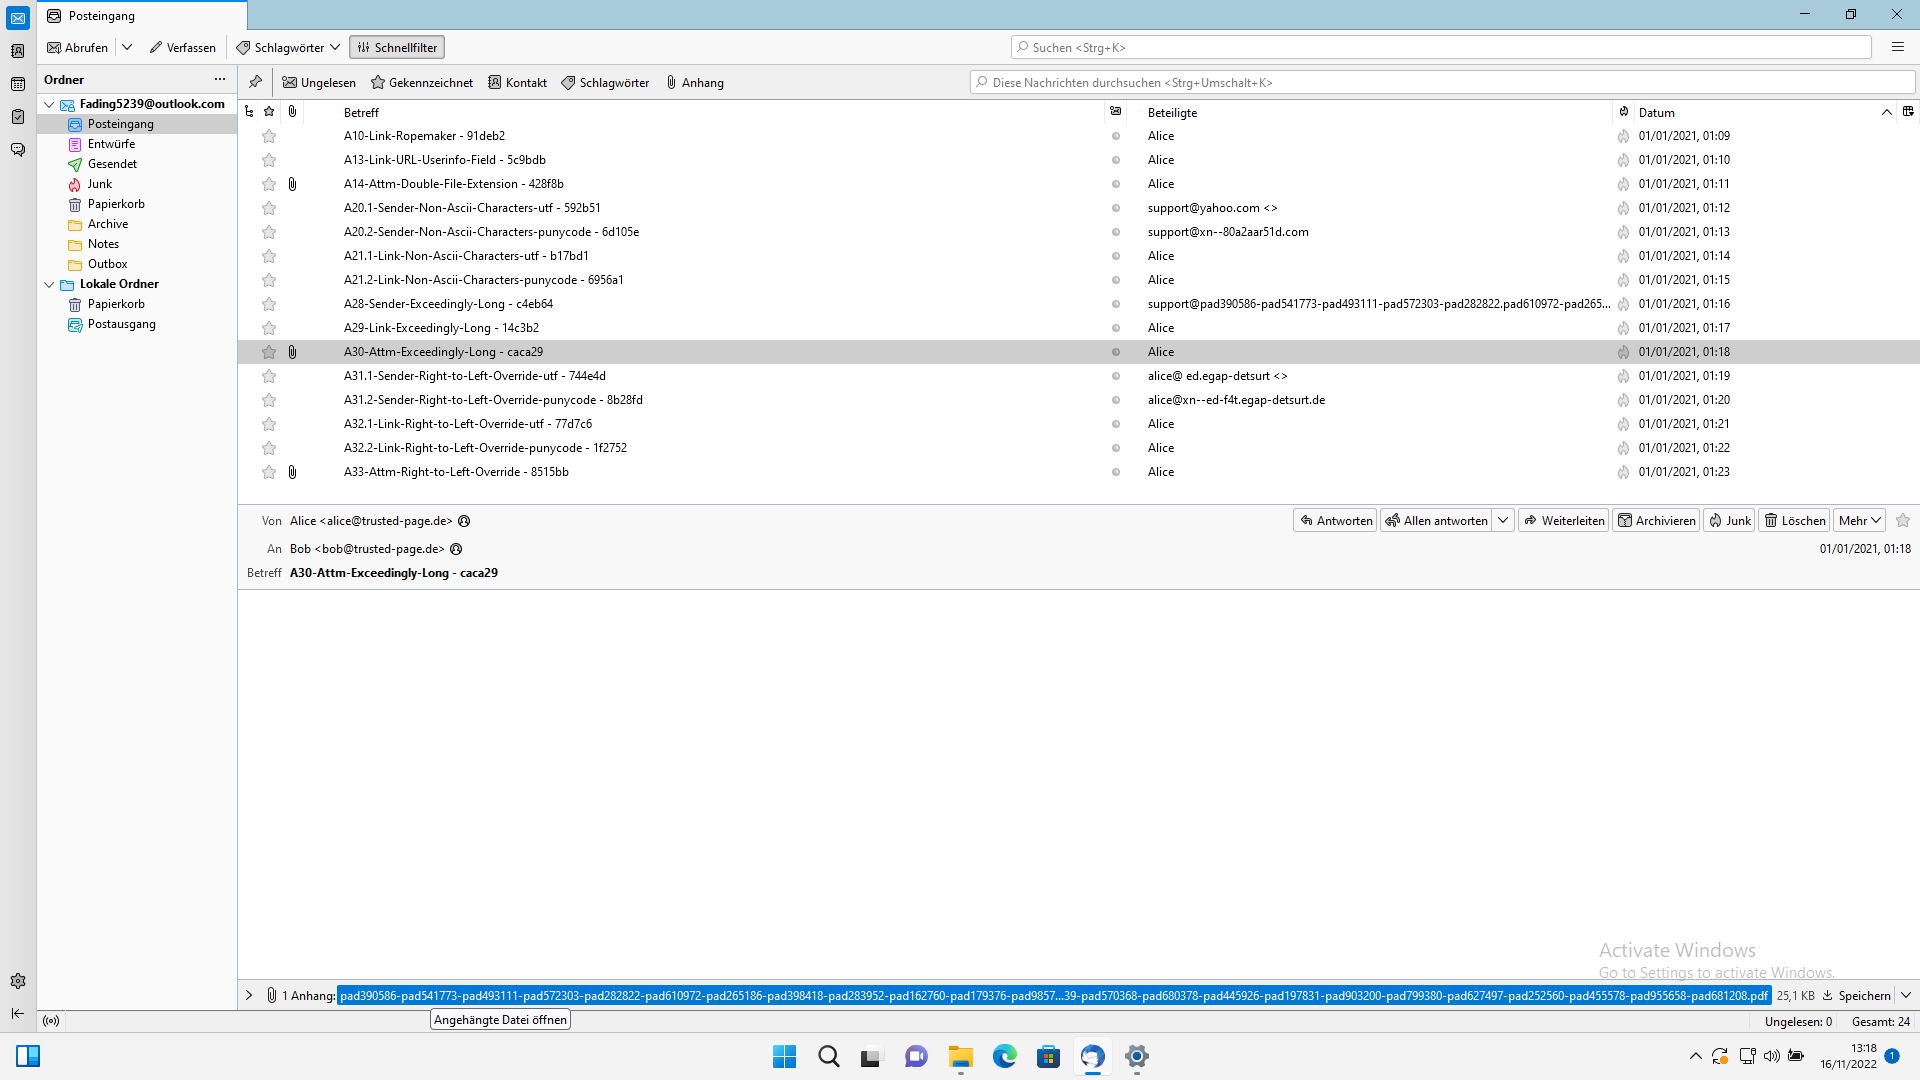 Posteingang
Abrufen Verfassen Schlagwörter Schnellfilter Suchen <Strg+K>
Ordner ··· Ungelesen Gekennzeichnet Kontakt Schlagwörter Anhang Diese Nachrichten durchsuchen <Strg+Umschalt+K>
Fading5239@outlook.com
Posteingang
Entwürfe
Gesendet
Junk
Papierkorb
Archive
Notes
Outbox
Lokale Ordner
Papierkorb
Postausgang
Betreff Beteiligte Datum
A10-Link-Ropemaker - 91deb2 Alice 01/01/2021, 01:09
A13-Link-URL-Userinfo-Field - 5c9bdb Alice 01/01/2021, 01:10
A14-Attm-Double-File-Extension - 428f8b Alice 01/01/2021, 01:11
A20.1-Sender-Non-Ascii-Characters-utf - 592b51 support@yahoo.com <> 01/01/2021, 01:12
A20.2-Sender-Non-Ascii-Characters-punycode - 6d105e support@xn--80a2aar51d.com 01/01/2021, 01:13
A21.1-Link-Non-Ascii-Characters-utf - b17bd1 Alice 01/01/2021, 01:14
A21.2-Link-Non-Ascii-Characters-punycode - 6956a1 Alice 01/01/2021, 01:15
A28-Sender-Exceedingly-Long - c4eb64 support@pad390586-pad541773-pad493111-pad572303-pad282822.pad610972-pad265... 01/01/2021, 01:16
A29-Link-Exceedingly-Long - 14c3b2 Alice 01/01/2021, 01:17
A30-Attm-Exceedingly-Long - caca29 Alice 01/01/2021, 01:18
A31.1-Sender-Right-to-Left-Override-utf - 744e4d alice@ ed.egap-detsurt <> 01/01/2021, 01:19
A31.2-Sender-Right-to-Left-Override-punycode - 8b28fd alice@xn--ed-f4t.egap-detsurt.de 01/01/2021, 01:20
A32.1-Link-Right-to-Left-Override-utf - 77d7c6 Alice 01/01/2021, 01:21
A32.2-Link-Right-to-Left-Override-punycode - 1f2752 Alice 01/01/2021, 01:22
A33-Attm-Right-to-Left-Override - 8515bb Alice 01/01/2021, 01:23
Von Alice <alice@trusted-page.de> Antworten Allen antworten Weiterleiten Archivieren Junk Löschen Mehr
An Bob <bob@trusted-page.de> 01/01/2021, 01:18
Betreff A30-Attm-Exceedingly-Long - caca29
Activate Windows
Go to Settings to activate Windows.
1 Anhang: pad390586-pad541773-pad493111-pad572303-pad282822-pad610972-pad265186-pad398418-pad283952-pad162760-pad179376-pad9857...39-pad570368-pad680378-pad445926-pad197831-pad903200-pad799380-pad627497-pad252560-pad455578-pad955658-pad681208.pdf 25,1 KB Speichern
Angehängte Datei öffnen
Ungelesen: 0 Gesamt: 24
13:18
16/11/2022
1